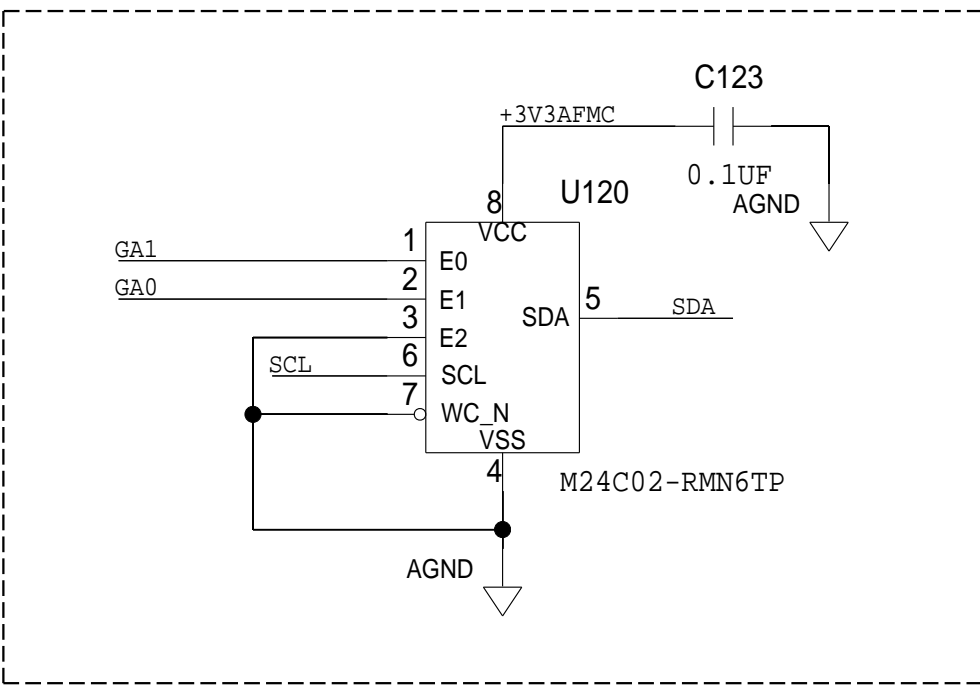 C123
+3V3AFMC
0.1UF
U120
AGND
8
VCC
GA1
1
E0
GA0
2
E1
5
SDA
SDA
3
E2
SCL
6
SCL
7
WC_N
VSS
4
M24C02-RMN6TP
AGND